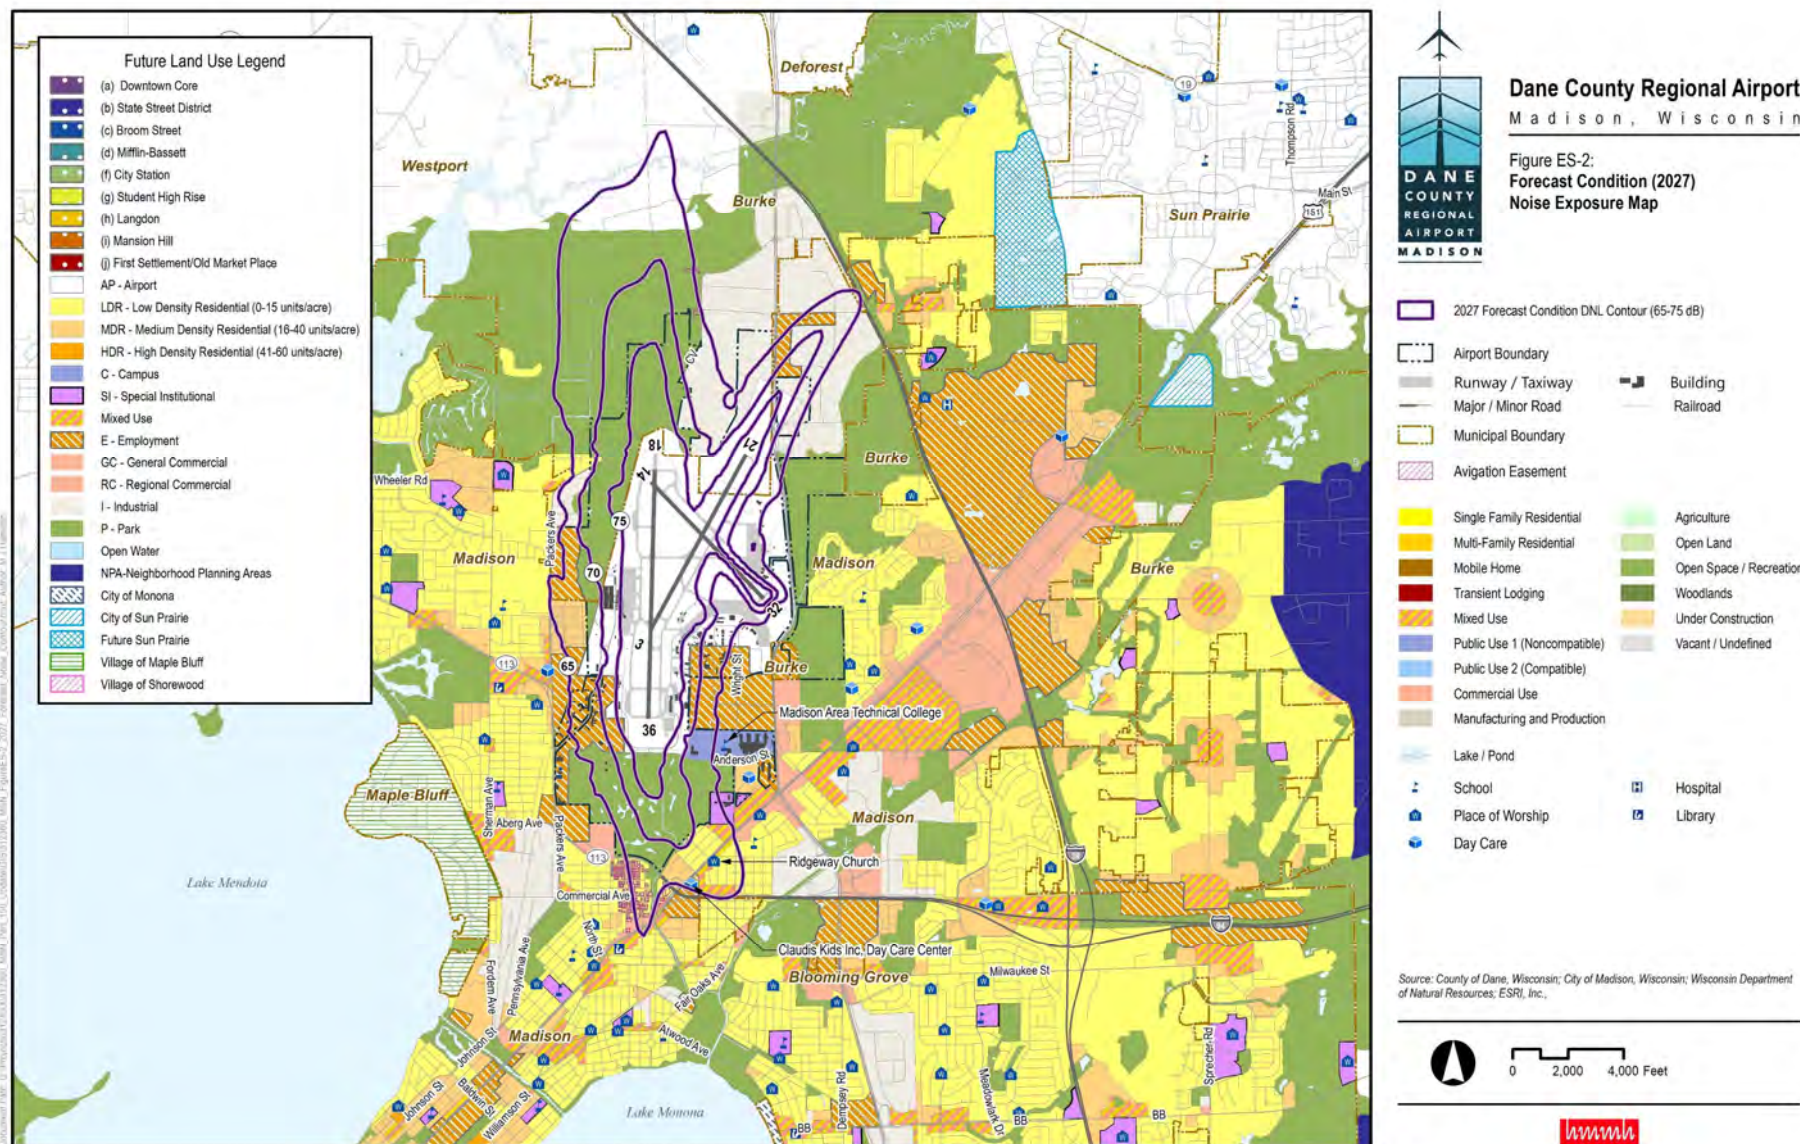 Future Land Use Legend
(a) Downtown Core
(b) State Street District
(c) Broom Street
(d) Mifflin-Bassett
(f) City Station
(g) Student High Rise
(h) Langdon
(i) Mansion Hill
(j) First Settlement/Old Market Place
AP - Airport
LDR - Low Density Residential (0-15 units/acre)
MDR - Medium Density Residential (16-40 units/acre)
HDR - High Density Residential (41-60 units/acre)
C - Campus
SI - Special Institutional
Mixed Use
E - Employment
GC - General Commercial
RC - Regional Commercial
I - Industrial
P - Park
Open Water
NPA-Neighborhood Planning Areas
City of Monona
City of Sun Prairie
Future Sun Prairie
Village of Maple Bluff
Village of Shorewood
Deforest
Westport
Burke
Sun Prairie
19
Thompson Rd
Main St
151
CV
18
14
21
Burke
Wheeler Rd
Packers Ave
75
Madison
70
Madison
Burke
32
3
113
65
Wright St
Burke
36
Madison Area Technical College
Anderson St
Maple Bluff
Sherman Ave
Aberg Ave
Packers Ave
Madison
113
Ridgeway Church
Lake Mendota
Commercial Ave
North St
Claudis Kids Inc, Day Care Center
Blooming Grove
Milwaukee St
Fordem Ave
Pennsylvania Ave
Fair Oaks Ave
Madison
Atwood Ave
Johnson St
Johnson St
Baldwin St
Williamson St
Lake Monona
Dempsey Rd
Meadowlark Dr
Sprecher Rd
BB
BB
BB
DANE
COUNTY
REGIONAL
AIRPORT
MADISON
Dane County Regional Airport
Madison, Wisconsin
Figure ES-2:
Forecast Condition (2027)
Noise Exposure Map
2027 Forecast Condition DNL Contour (65-75 dB)
Airport Boundary
Runway / Taxiway
Building
Major / Minor Road
Railroad
Municipal Boundary
Avigation Easement
Single Family Residential
Agriculture
Multi-Family Residential
Open Land
Mobile Home
Open Space / Recreation
Transient Lodging
Woodlands
Mixed Use
Under Construction
Public Use 1 (Noncompatible)
Vacant / Undefined
Public Use 2 (Compatible)
Commercial Use
Manufacturing and Production
Lake / Pond
School
H Hospital
Place of Worship
Library
Day Care
Source: County of Dane, Wisconsin; City of Madison, Wisconsin; Wisconsin Department
of Natural Resources; ESRI, Inc.,
0 2,000 4,000 Feet
hmmh